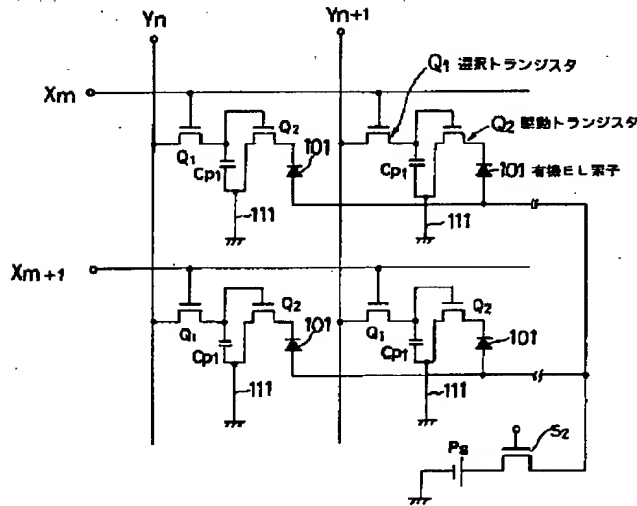 Yn
Yn+1
Q1 選択トランジスタ
Xm
Q2
Q2 駆動トランジスタ
Q1
CP1
101
CP1
101 有機EL素子
111
111
Xm+1
Q1
Q2
CP1
101
Q1
Q2
CP1
101
111
111
PS
S2